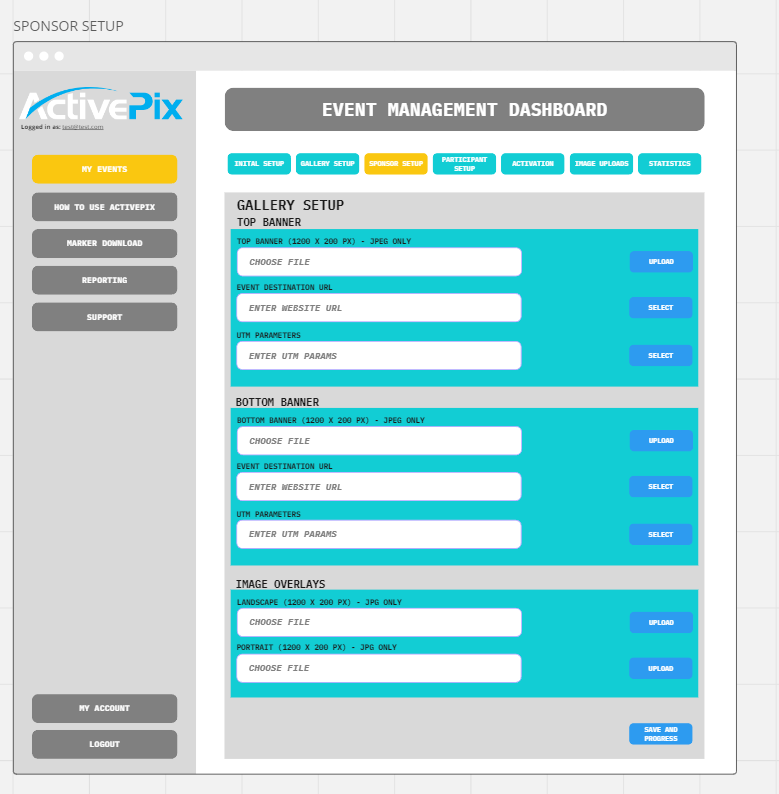 SPONSOR SETUP
ActivePix
Logged in as: test@test.com
EVENT MANAGEMENT DASHBOARD
MY EVENTS
HOW TO USE ACTIVEPIX
MARKER DOWNLOAD
REPORTING
SUPPORT
MY ACCOUNT
LOGOUT
INITAL SETUP
GALLERY SETUP
SPONSOR SETUP
PARTICIPANT
SETUP
ACTIVATION
IMAGE UPLOADS
STATISTICS
GALLERY SETUP
TOP BANNER
TOP BANNER (1200 X 200 PX) - JPEG ONLY
CHOOSE FILE
UPLOAD
EVENT DESTINATION URL
ENTER WEBSITE URL
SELECT
UTM PARAMETERS
ENTER UTM PARAMS
SELECT
BOTTOM BANNER
BOTTOM BANNER (1200 X 200 PX) - JPEG ONLY
CHOOSE FILE
UPLOAD
EVENT DESTINATION URL
ENTER WEBSITE URL
SELECT
UTM PARAMETERS
ENTER UTM PARAMS
SELECT
IMAGE OVERLAYS
LANDSCAPE (1200 X 200 PX) - JPG ONLY
CHOOSE FILE
UPLOAD
PORTRAIT (1200 X 200 PX) - JPG ONLY
CHOOSE FILE
UPLOAD
SAVE AND
PROGRESS